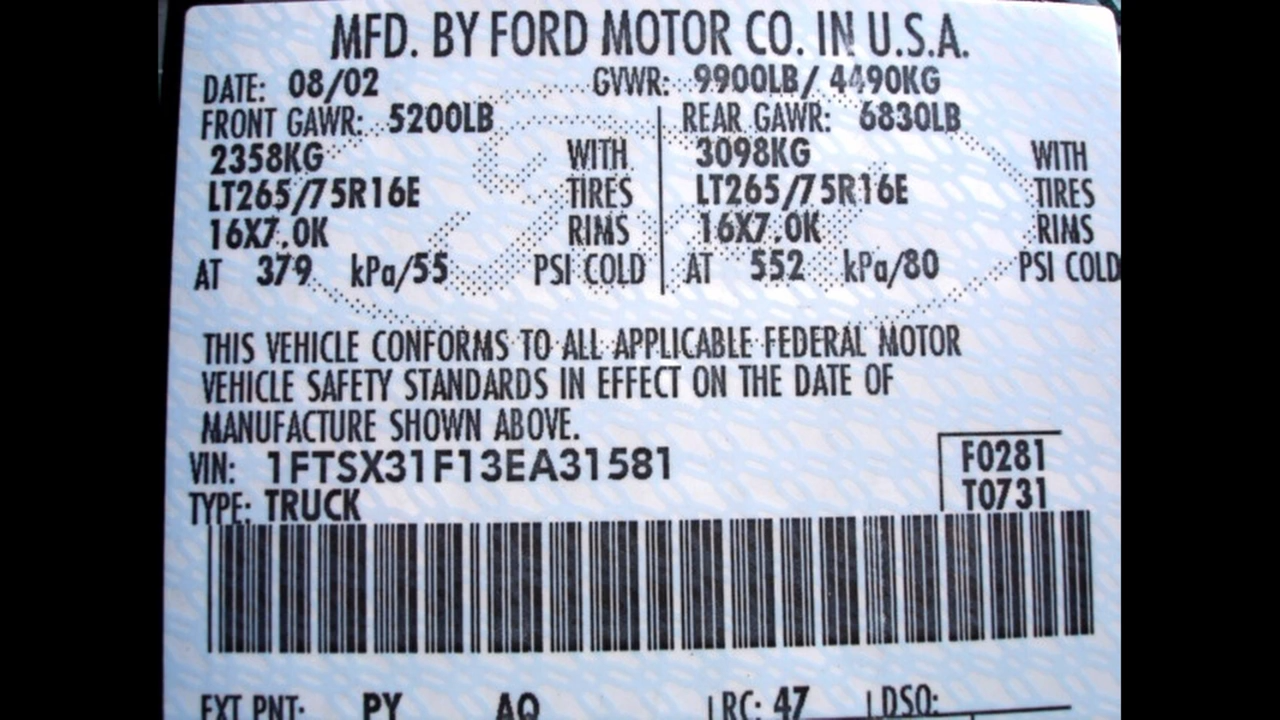 MFD. BY FORD MOTOR CO. IN U.S.A.
DATE: 08/02 GVWR: 9900LB/ 4490KG
FRONT GAWR: 5200LB REAR GAWR: 6830LB
2358KG WITH 3098KG WITH
LT265/75R16E TIRES LT265/75R16E TIRES
16X7.0K RIMS 16X7.0K RIMS
AT 379 kPa/55 PSI COLD AT 552 kPa/80 PSI COLD
THIS VEHICLE CONFORMS TO ALL APPLICABLE FEDERAL MOTOR
VEHICLE SAFETY STANDARDS IN EFFECT ON THE DATE OF
MANUFACTURE SHOWN ABOVE.
VIN: 1FTSX31F13EA31581 F0281
TYPE: TRUCK T0731
EXT PNT: PY AQ RC: 47 DSO: